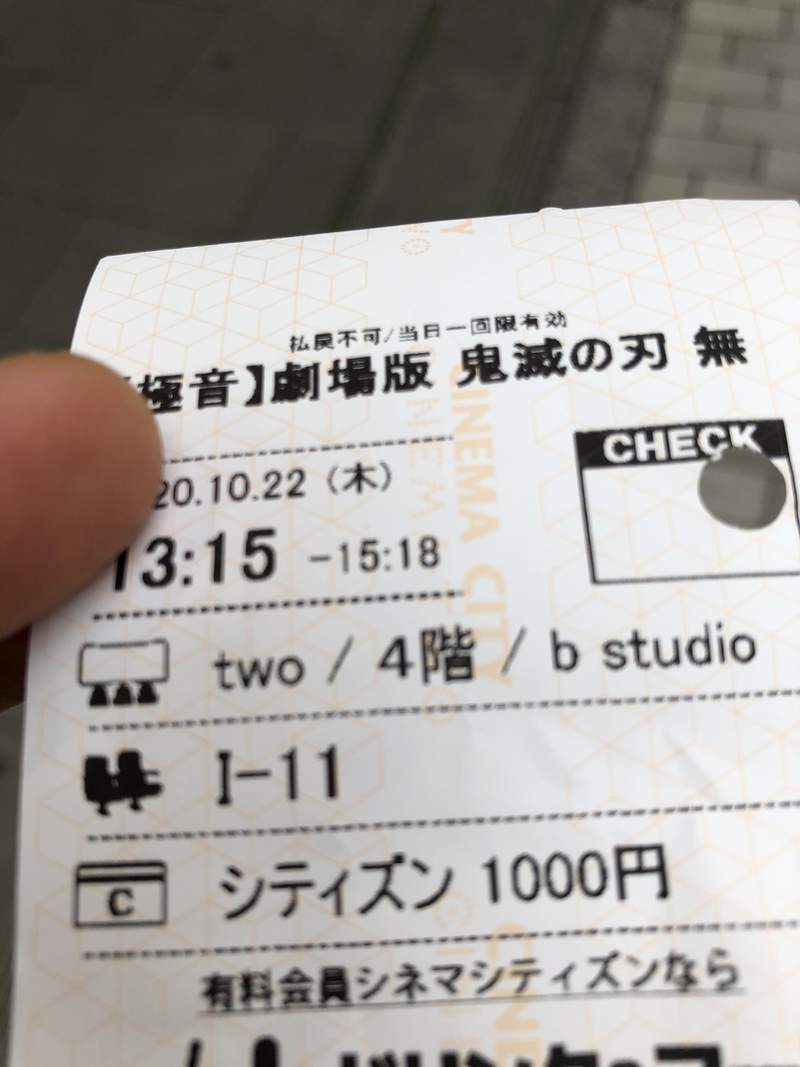 払戻不可/当日一回限有効
極音】劇場版 鬼滅の刃 無
CHECK
20.10.22（木）
13:15 -15:18
two / 4階 / b studio
I-11
C
シティズン 1000円
有料会員シネマシティズンなら
CINEMA CITY